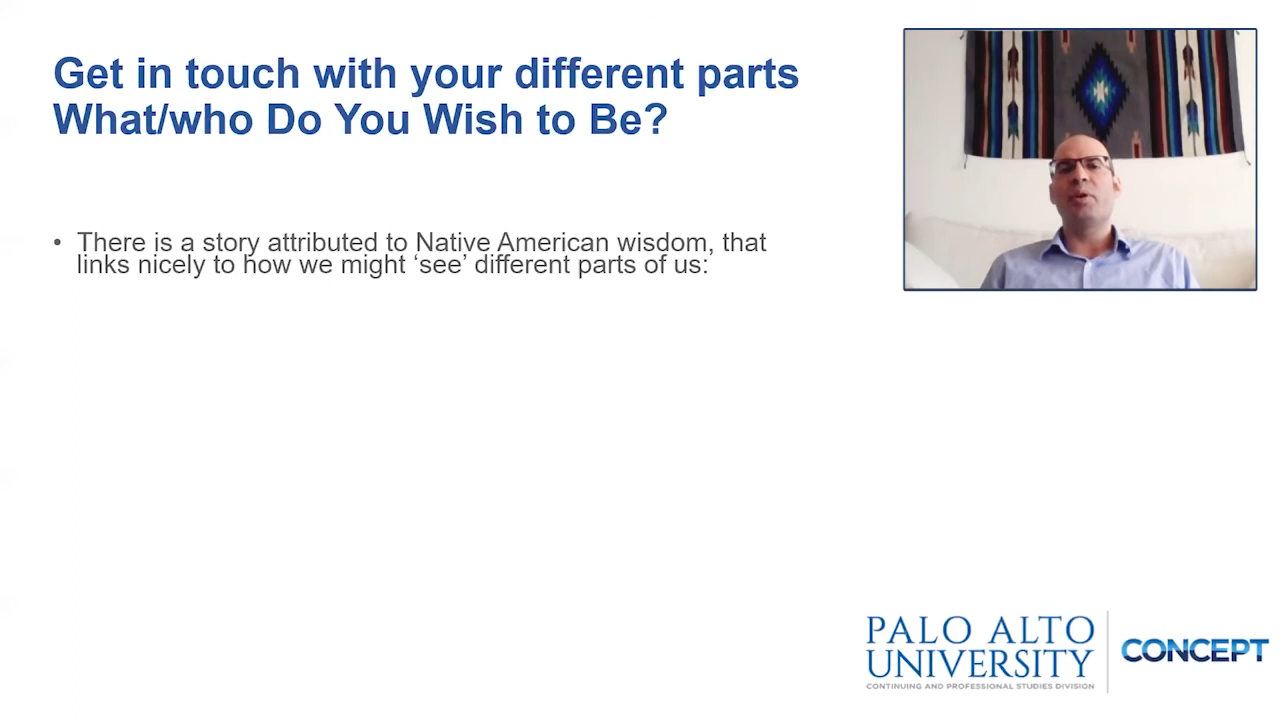 Get in touch with your different parts
What/who Do You Wish to Be?
• There is a story attributed to Native American wisdom, that
links nicely to how we might ‘see’ different parts of us:
PALO ALTO
UNIVERSITY
CONTINUING AND PROFESSIONAL STUDIES DIVISION
CONCEPT